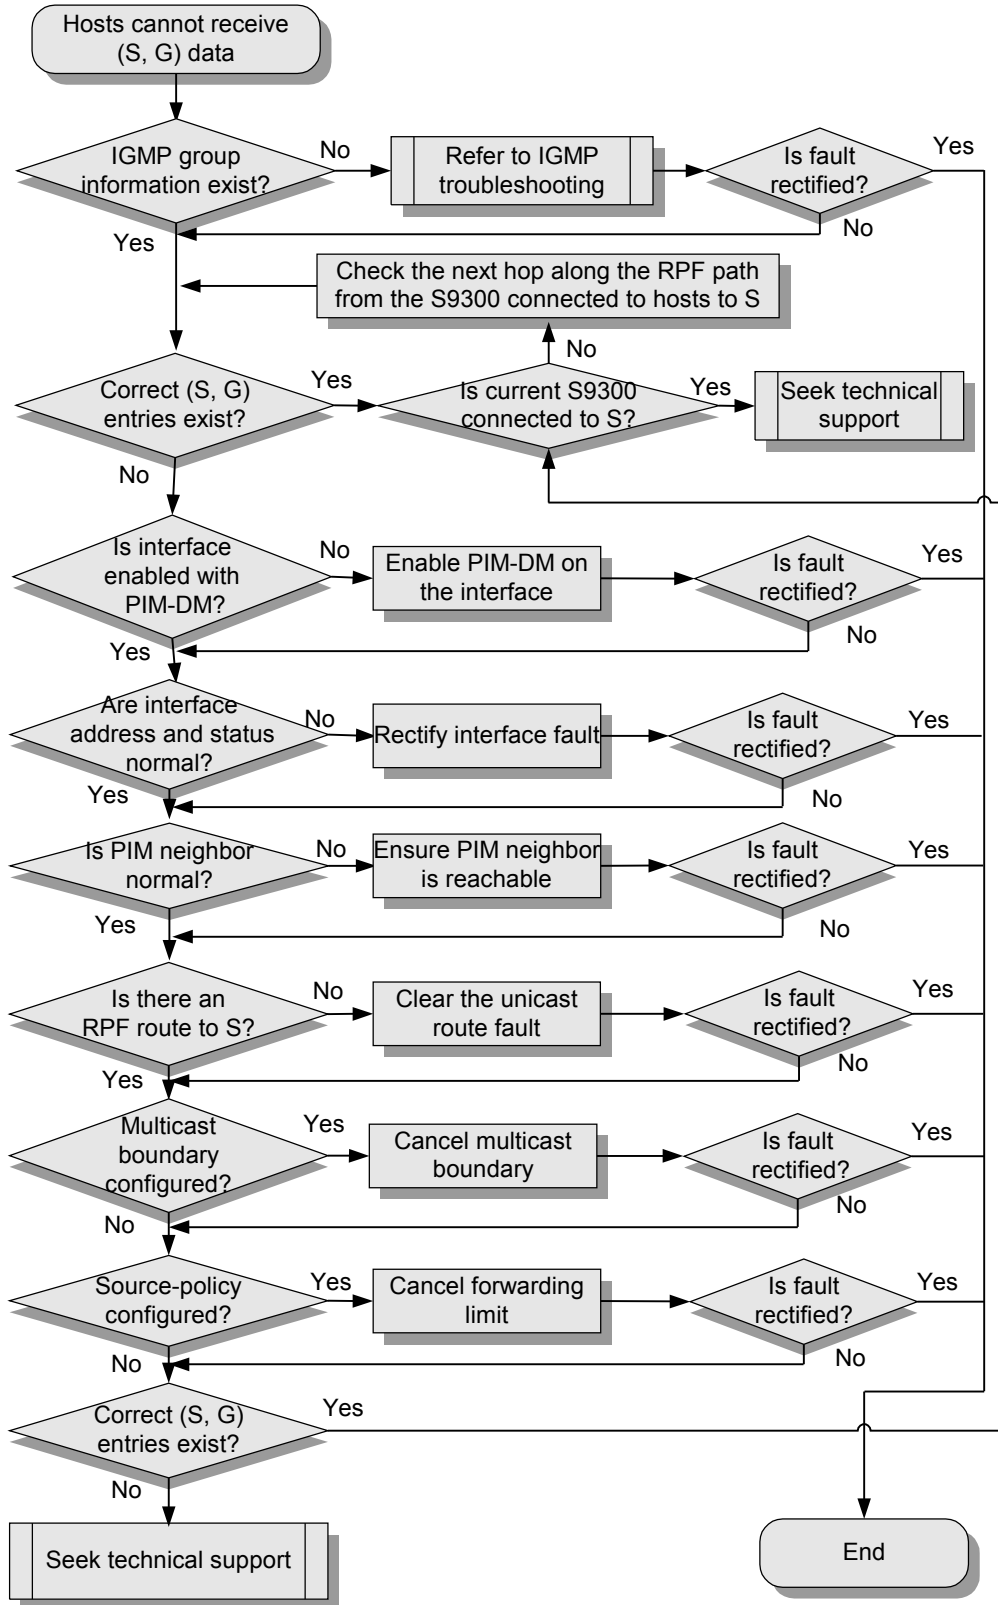 Hosts cannot receive
(S, G) data
IGMP group
information exist?
No
Refer to IGMP
troubleshooting
Is fault
rectified?
Yes
No
Yes
Check the next hop along the RPF path
from the S9300 connected to hosts to S
No
Correct (S, G)
entries exist?
Yes
Is current S9300
connected to S?
Yes
Seek technical
support
No
Is interface
enabled with
PIM-DM?
No
Enable PIM-DM on
the interface
Is fault
rectified?
Yes
No
Yes
Are interface
address and status
normal?
No
Rectify interface fault
Is fault
rectified?
Yes
No
Yes
Is PIM neighbor
normal?
No
Ensure PIM neighbor
is reachable
Is fault
rectified?
Yes
No
Yes
Is there an
RPF route to S?
No
Clear the unicast
route fault
Is fault
rectified?
Yes
No
Yes
Multicast
boundary
configured?
Yes
Cancel multicast
boundary
Is fault
rectified?
Yes
No
No
Source-policy
configured?
Yes
Cancel forwarding
limit
Is fault
rectified?
Yes
No
No
Correct (S, G)
entries exist?
Yes
No
Seek technical support
End